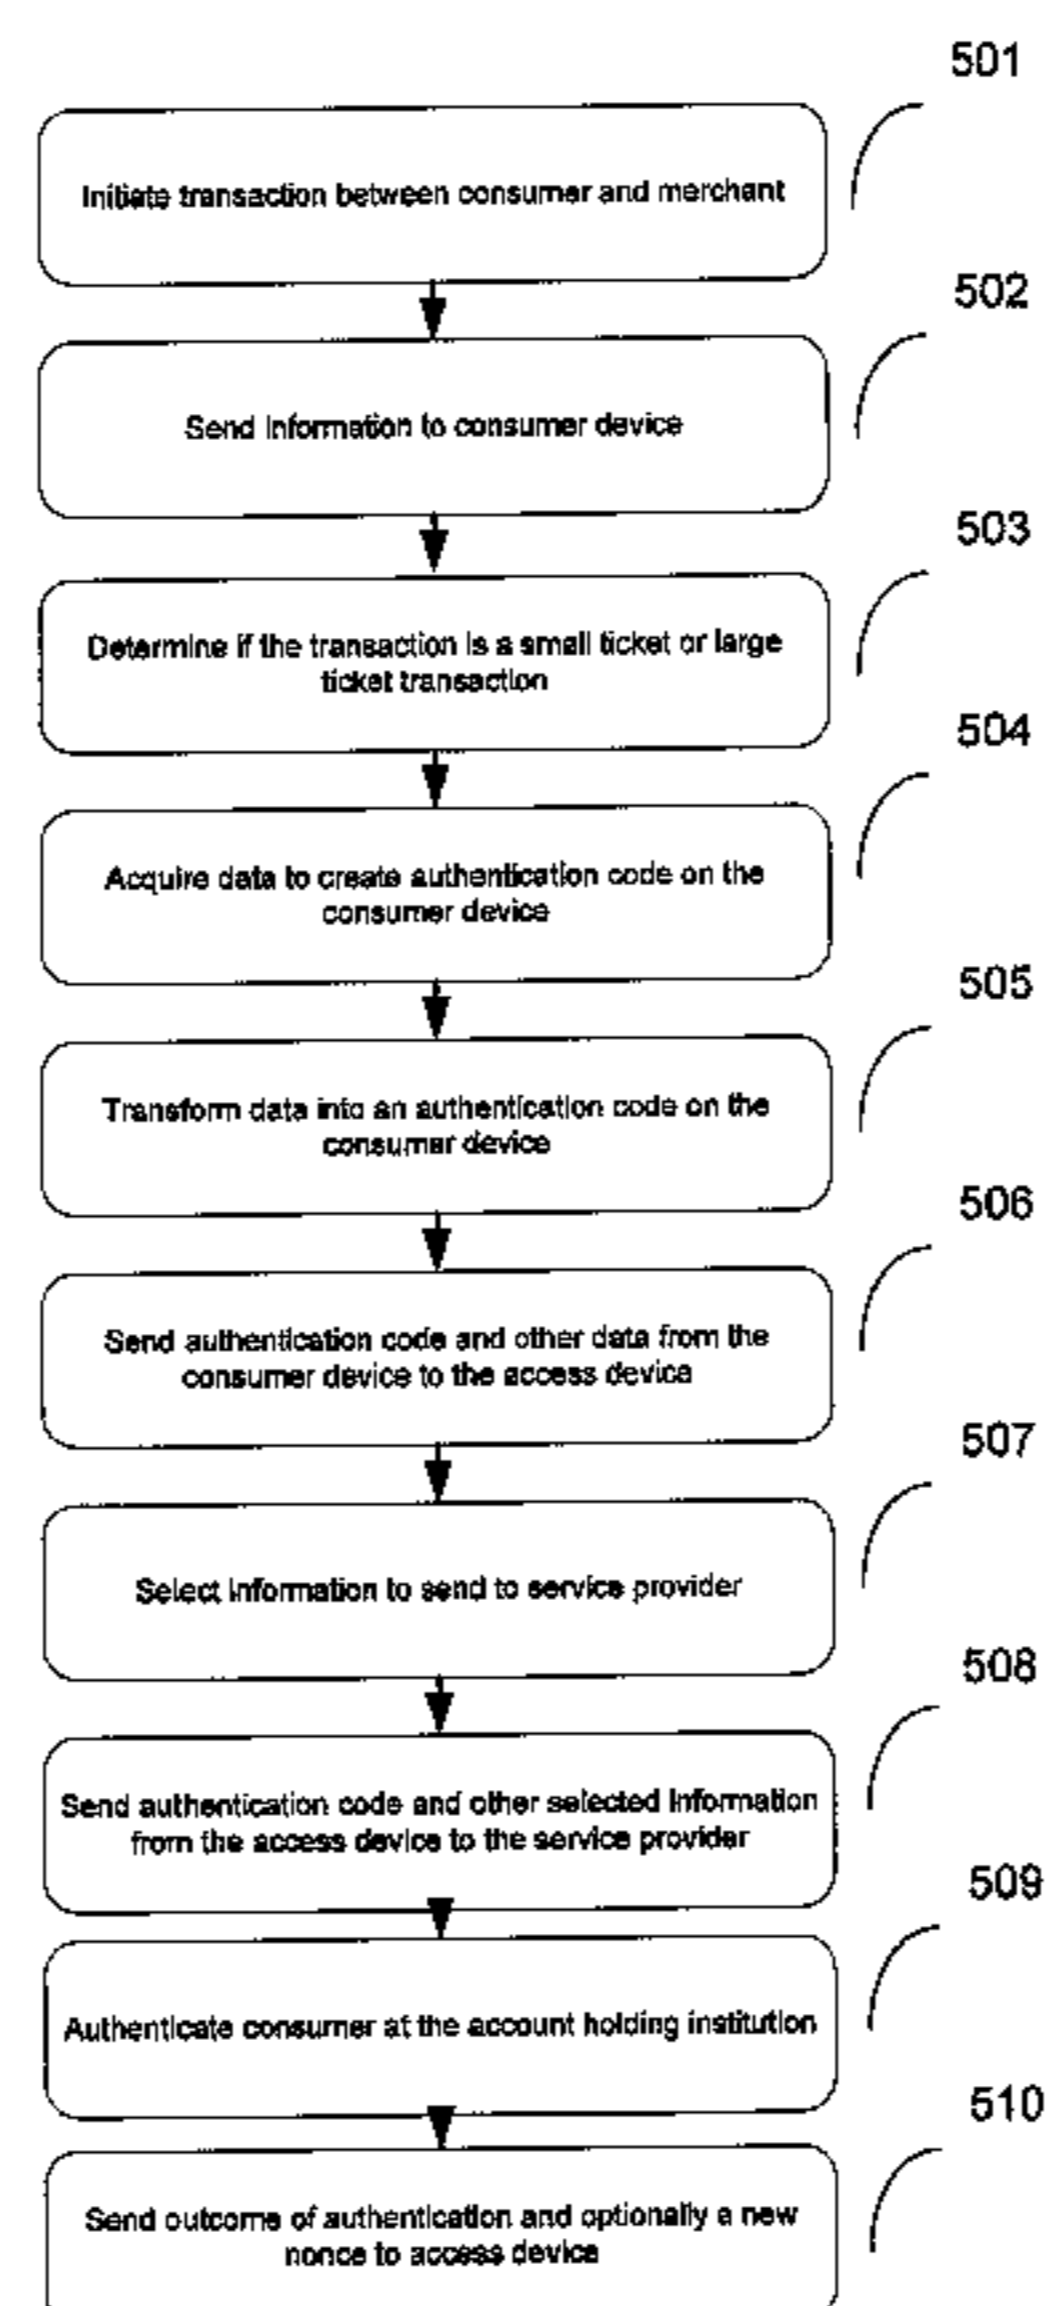 501
Initiate transaction between consumer and merchant
502
Send information to consumer device
503
Determine if the transaction is a small ticket or large
ticket transaction
504
Acquire data to create authentication code on the
consumer device
505
Transform data into an authentication code on the
consumer device
506
Send authentication code and other data from the
consumer device to the access device
507
Select information to send to service provider
508
Send authentication code and other selected information
from the access device to the service provider
509
Authenticate consumer at the account holding institution
510
Send outcome of authentication and optionally a new
nonce to access device